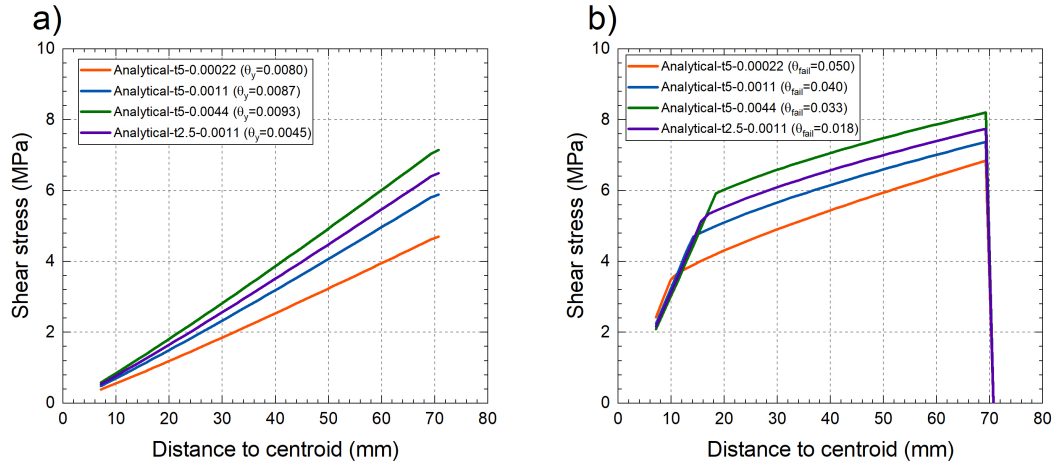 a)
Shear stress (MPa)
10
8
6
4
2
0
Analytical-t5-0.00022 (θy=0.0080)
Analytical-t5-0.0011 (θy=0.0087)
Analytical-t5-0.0044 (θy=0.0093)
Analytical-t2.5-0.0011 (θy=0.0045)
0 10 20 30 40 50 60 70 80
Distance to centroid (mm)
b)
Shear stress (MPa)
10
8
6
4
2
0
Analytical-t5-0.00022 (θfail=0.050)
Analytical-t5-0.0011 (θfail=0.040)
Analytical-t5-0.0044 (θfail=0.033)
Analytical-t2.5-0.0011 (θfail=0.018)
0 10 20 30 40 50 60 70 80
Distance to centroid (mm)